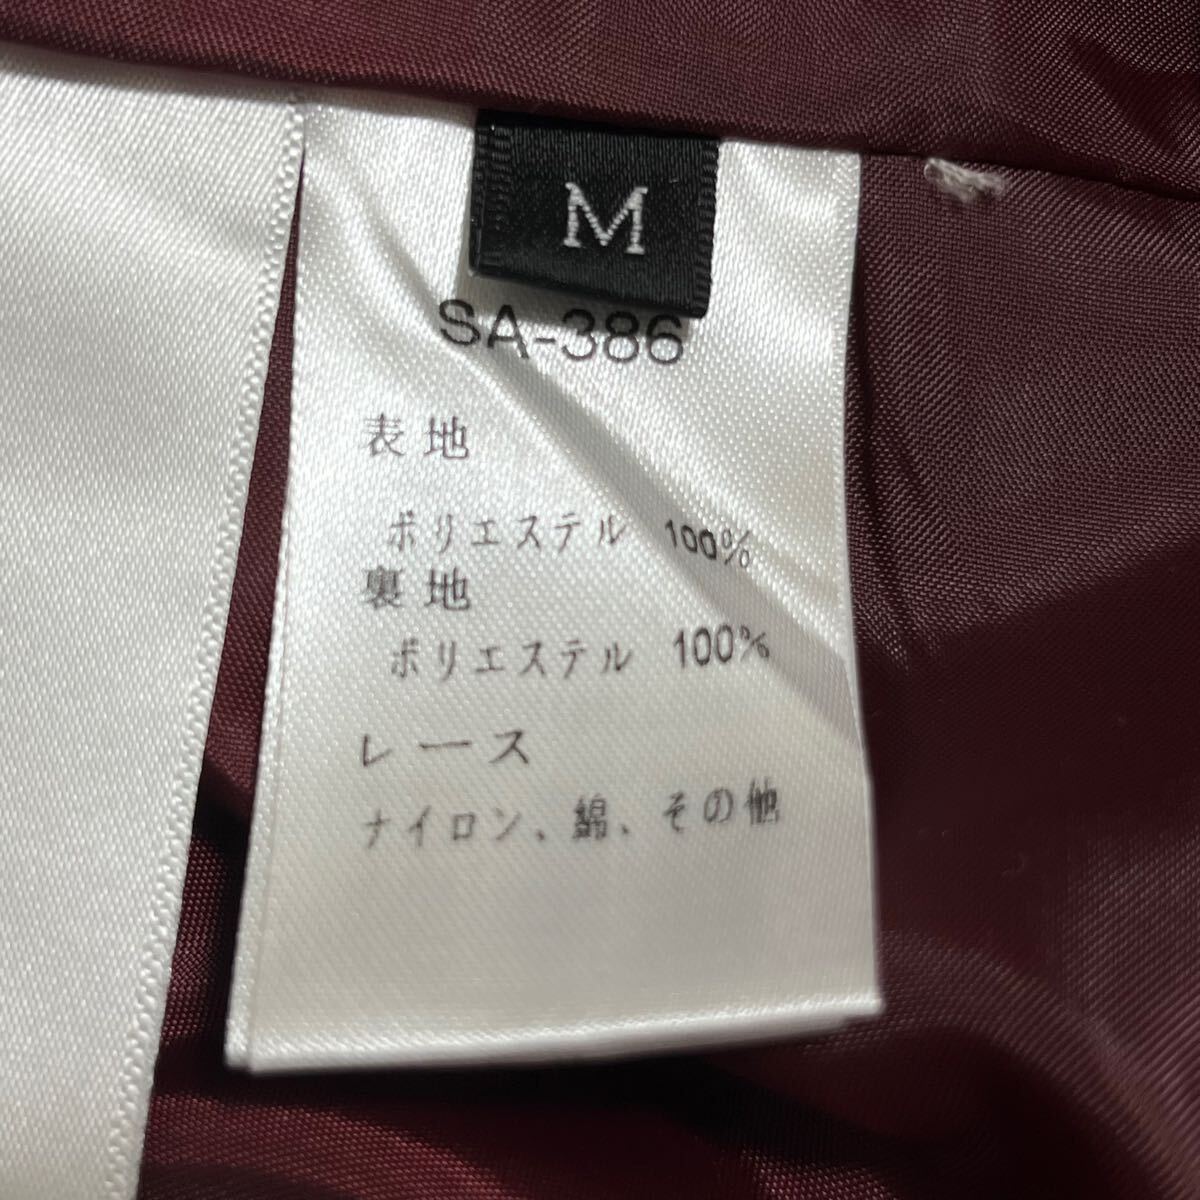 M
SA-386
表地
ポリエステル 100%
裏地
ポリエステル 100%
レース
ナイロン、綿、その他